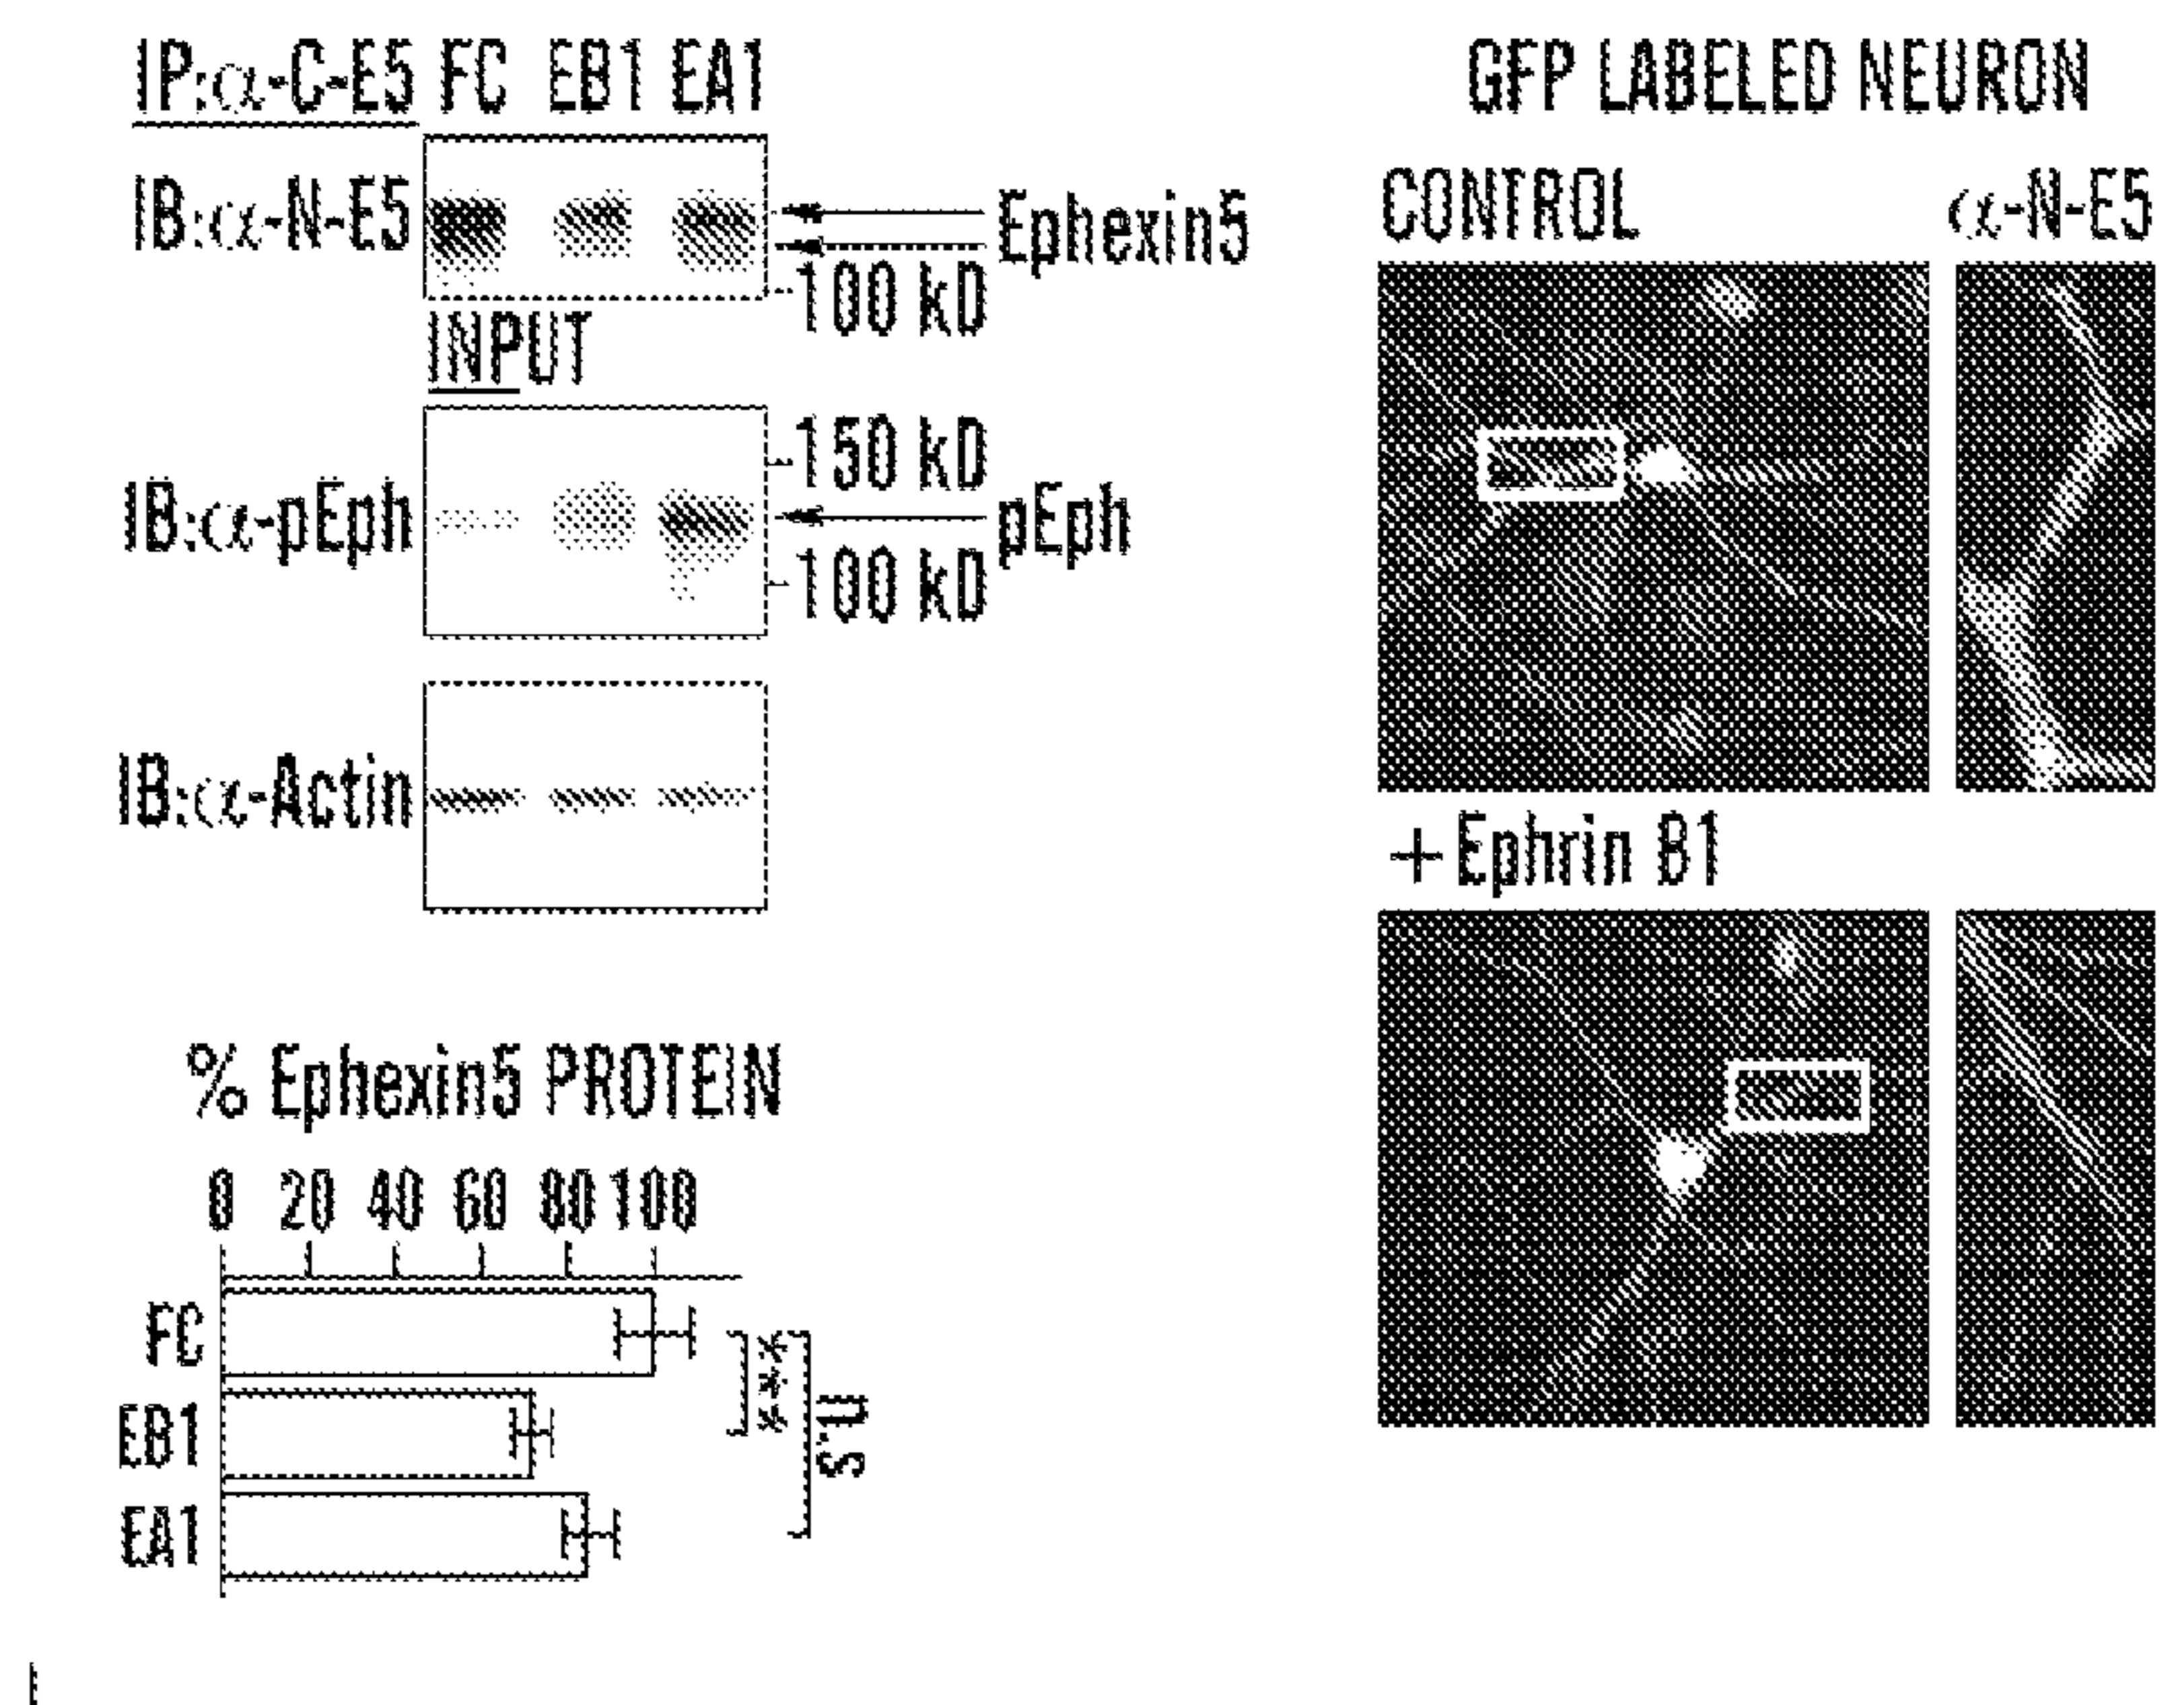 IP:α-C-E5 FC EB1 EA1
IB:α-N-E5
Ephexin5
100 kD
INPUT
150 kD
IB:α-pEph
pEph
100 kD
IB:α-Actin
% Ephexin5 PROTEIN
0 20 40 60 80 100
FC
EB1
EA1
***
n.s
GFP LABELED NEURON
CONTROL
α-N-E5
+Ephrin B1